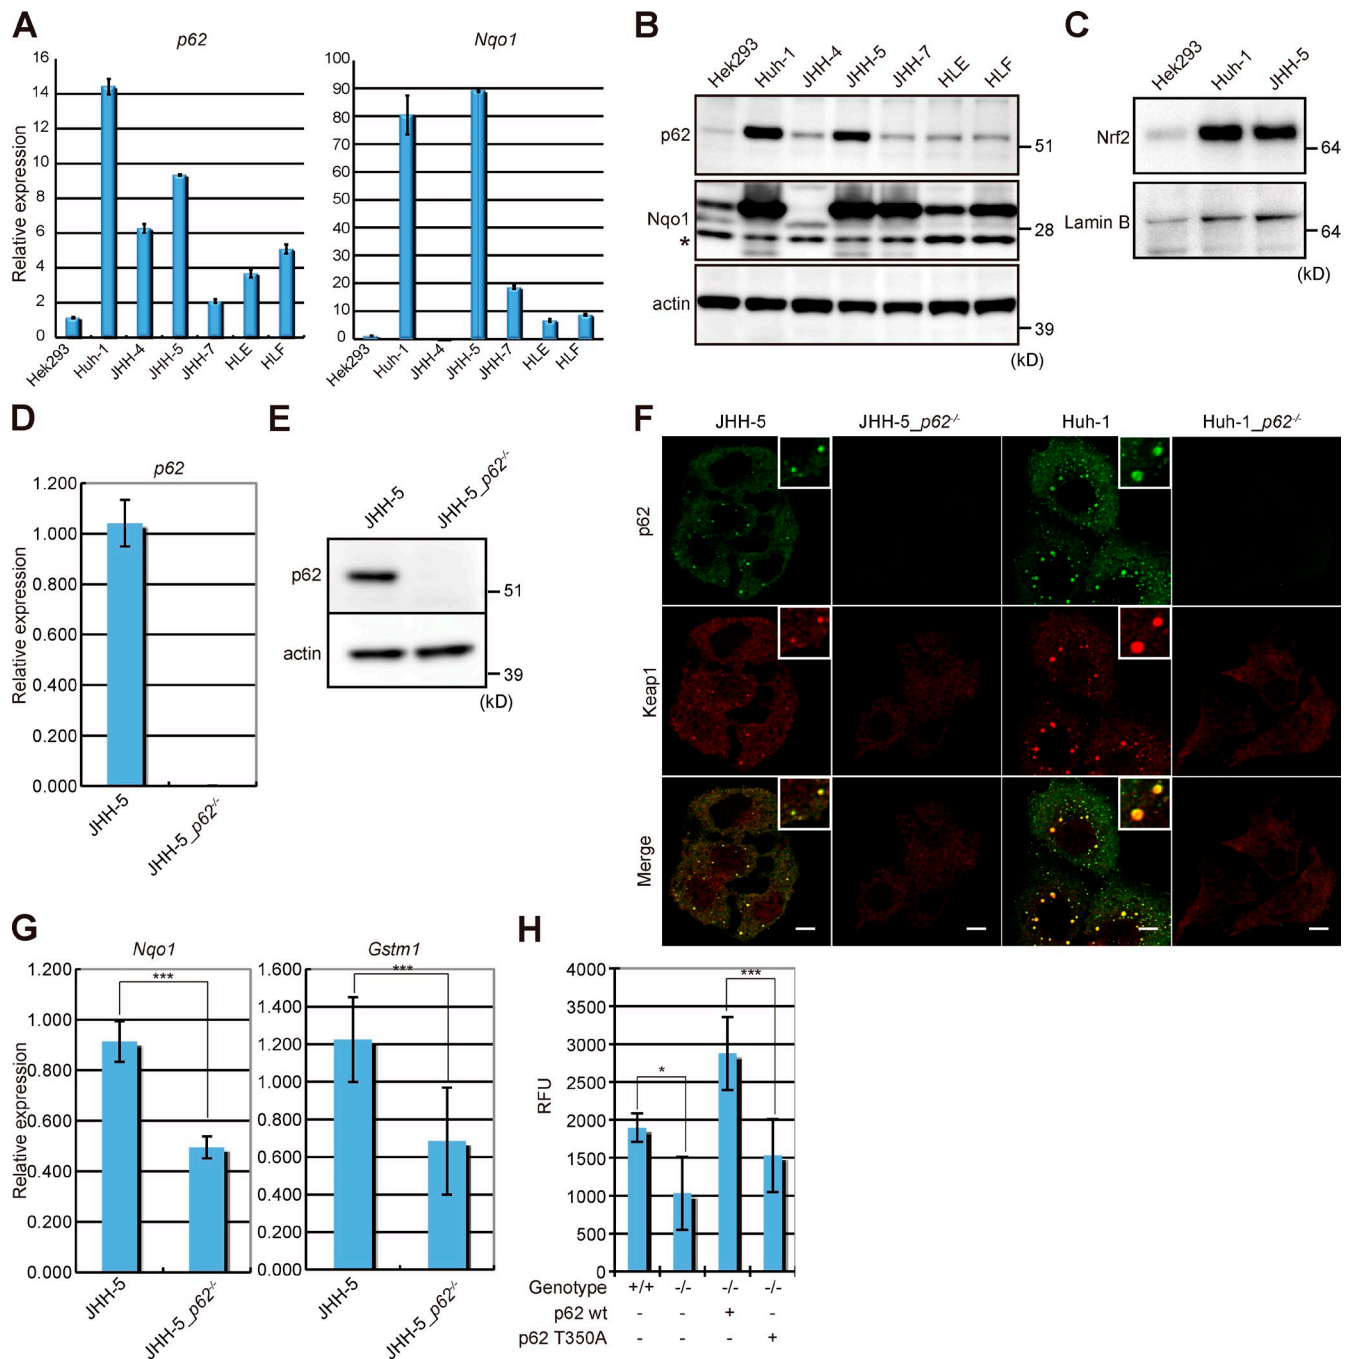 A
p62
Relative expression
16
14
12
10
8
6
4
2
0
Hek293
Huh-1
JHH-4
JHH-5
JHH-7
HLE
HLF
Nqo1
100
90
80
70
60
50
40
30
20
10
0
Hek293
Huh-1
JHH-4
JHH-5
JHH-7
HLE
HLF
B
Hek293
Huh-1
JHH-4
JHH-5
JHH-7
HLE
HLF
p62
51
Nqo1
*
28
actin
39
(kD)
C
Hek293
Huh-1
JHH-5
Nrf2
64
Lamin B
64
(kD)
D
p62
Relative expression
1.200
1.000
0.800
0.600
0.400
0.200
0.000
JHH-5
JHH-5_p62-/-
E
JHH-5
JHH-5_p62-/-
p62
51
actin
39
(kD)
F
JHH-5
JHH-5_p62-/-
Huh-1
Huh-1_p62-/-
p62
Keap1
Merge
G
Nqo1
Relative expression
1.200
1.000
0.800
0.600
0.400
0.200
0.000
***
JHH-5
JHH-5_p62-/-
Gstm1
1.600
1.400
1.200
1.000
0.800
0.600
0.400
0.200
0.000
***
JHH-5
JHH-5_p62-/-
H
RFU
4000
3500
3000
2500
2000
1500
1000
500
0
*
***
Genotype +/+ -/- -/- -/-
p62 wt - - + -
p62 T350A - - - +